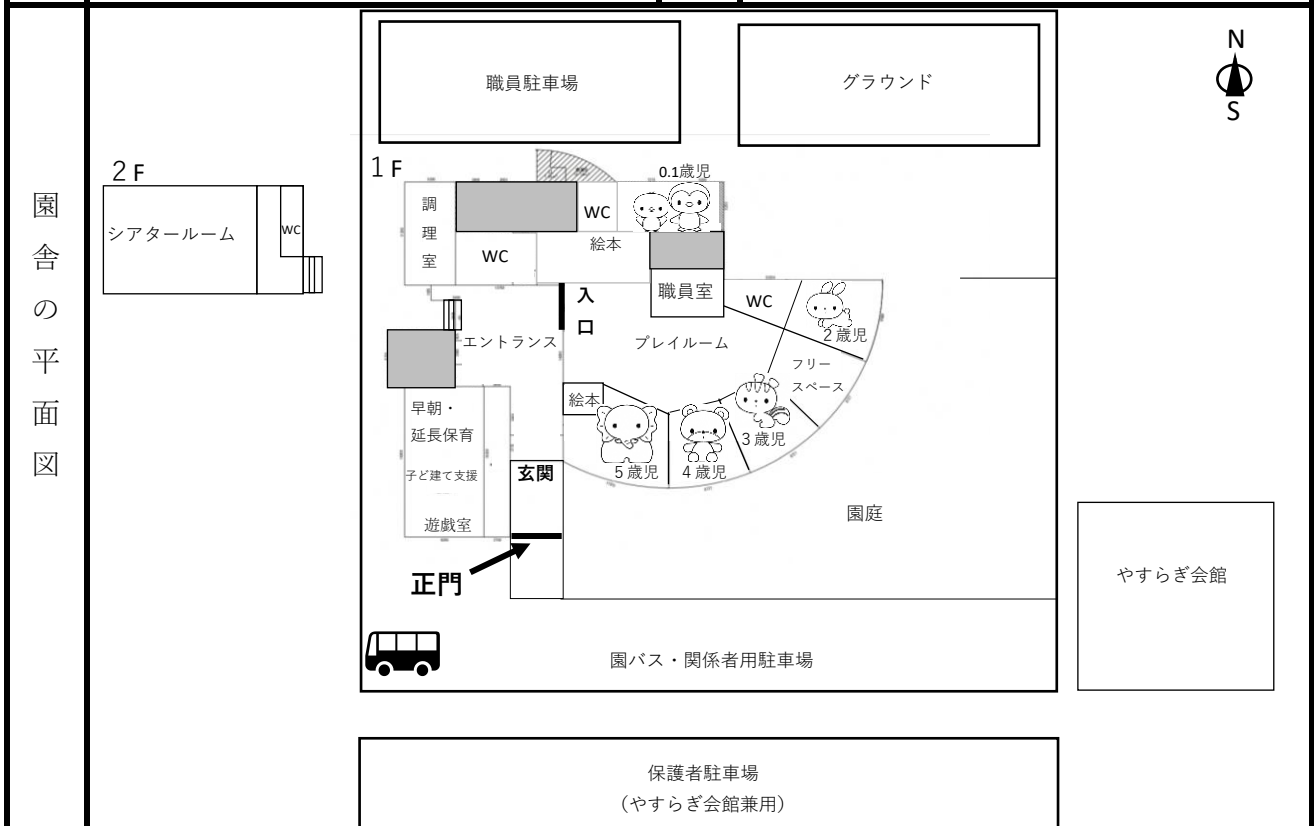 園舎の平面図
職員駐車場
グラウンド
N
S
2F
シアタールーム
WC
1F
調理室
WC
WC
絵本
0.1歳児
職員室
WC
2歳児
入口
エントランス
プレイルーム
フリー
スペース
絵本
3歳児
4歳児
5歳児
早朝・
延長保育
子ど建て支援
遊戯室
玄関
正門
園庭
やすらぎ会館
園バス・関係者用駐車場
保護者駐車場
（やすらぎ会館兼用）